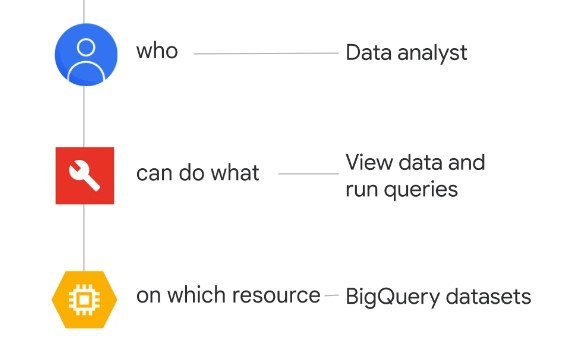 who
Data analyst
can do what
View data and
run queries
on which resource
BigQuery datasets